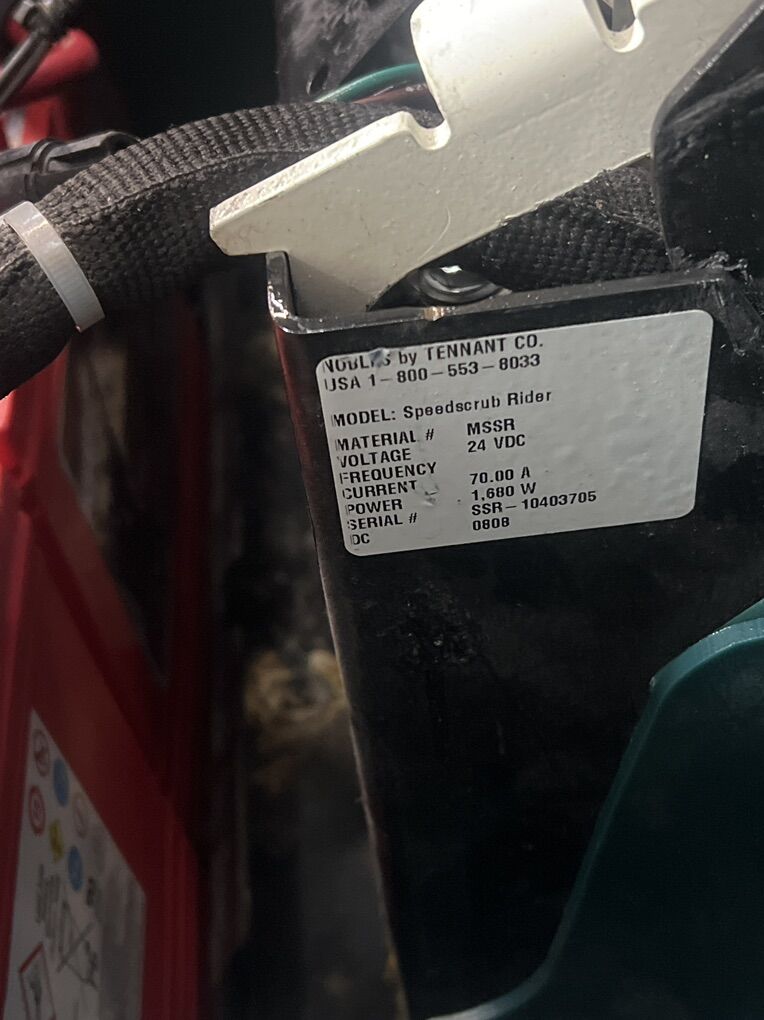 NOBLES by TENNANT CO.
USA 1-800-553-8033
MODEL: Speedscrub Rider
MATERIAL # MSSR
VOLTAGE 24 VDC
FREQUENCY
CURRENT 70.00 A
POWER 1,680 W
SERIAL # SSR-10403705
DC 0808